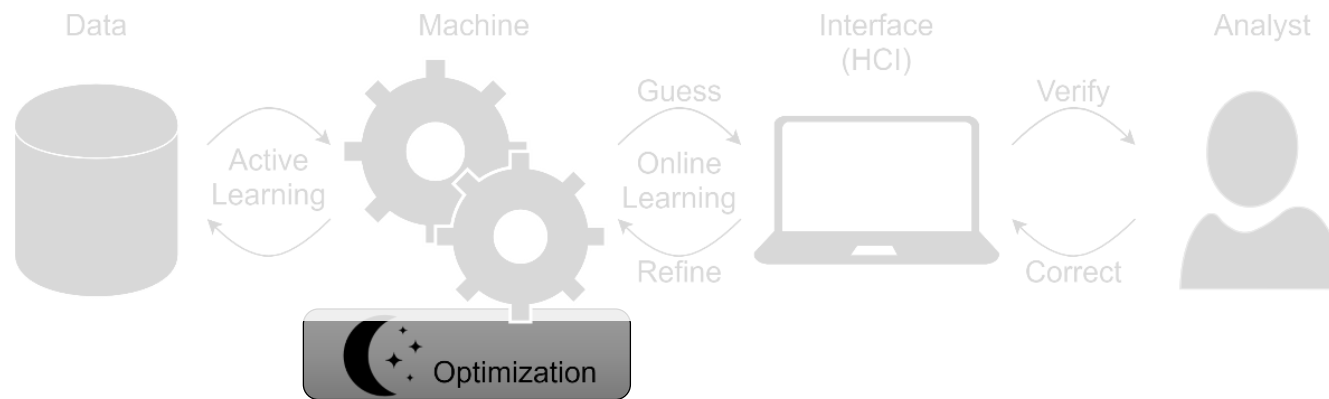 Data
Machine
Interface
(HCI)
Analyst
Guess
Verify
Active
Learning
Online
Learning
Refine
Correct
Optimization